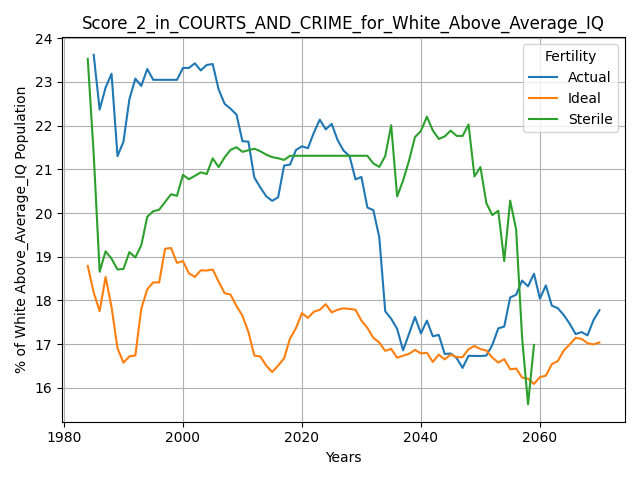 Score_2_in_COURTS_AND_CRIME_for_White_Above_Average_IQ
% of White Above_Average_IQ Population
24
23
22
21
20
19
18
17
16
Fertility
Actual
Ideal
Sterile
1980
2000
2020
2040
2060
Years